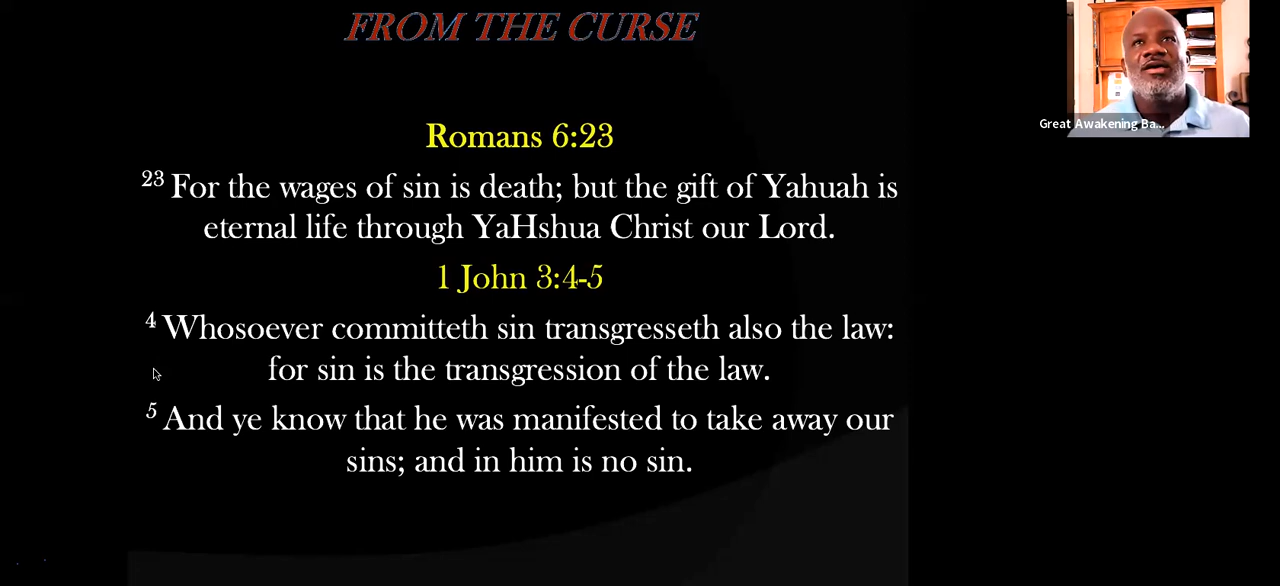 FROM THE CURSE
Great Awakening Ba...
Romans 6:23
23 For the wages of sin is death; but the gift of Yahuah is
eternal life through YaHshua Christ our Lord.
1 John 3:4-5
4 Whosoever committeth sin transgresseth also the law:
for sin is the transgression of the law.
5 And ye know that he was manifested to take away our
sins; and in him is no sin.